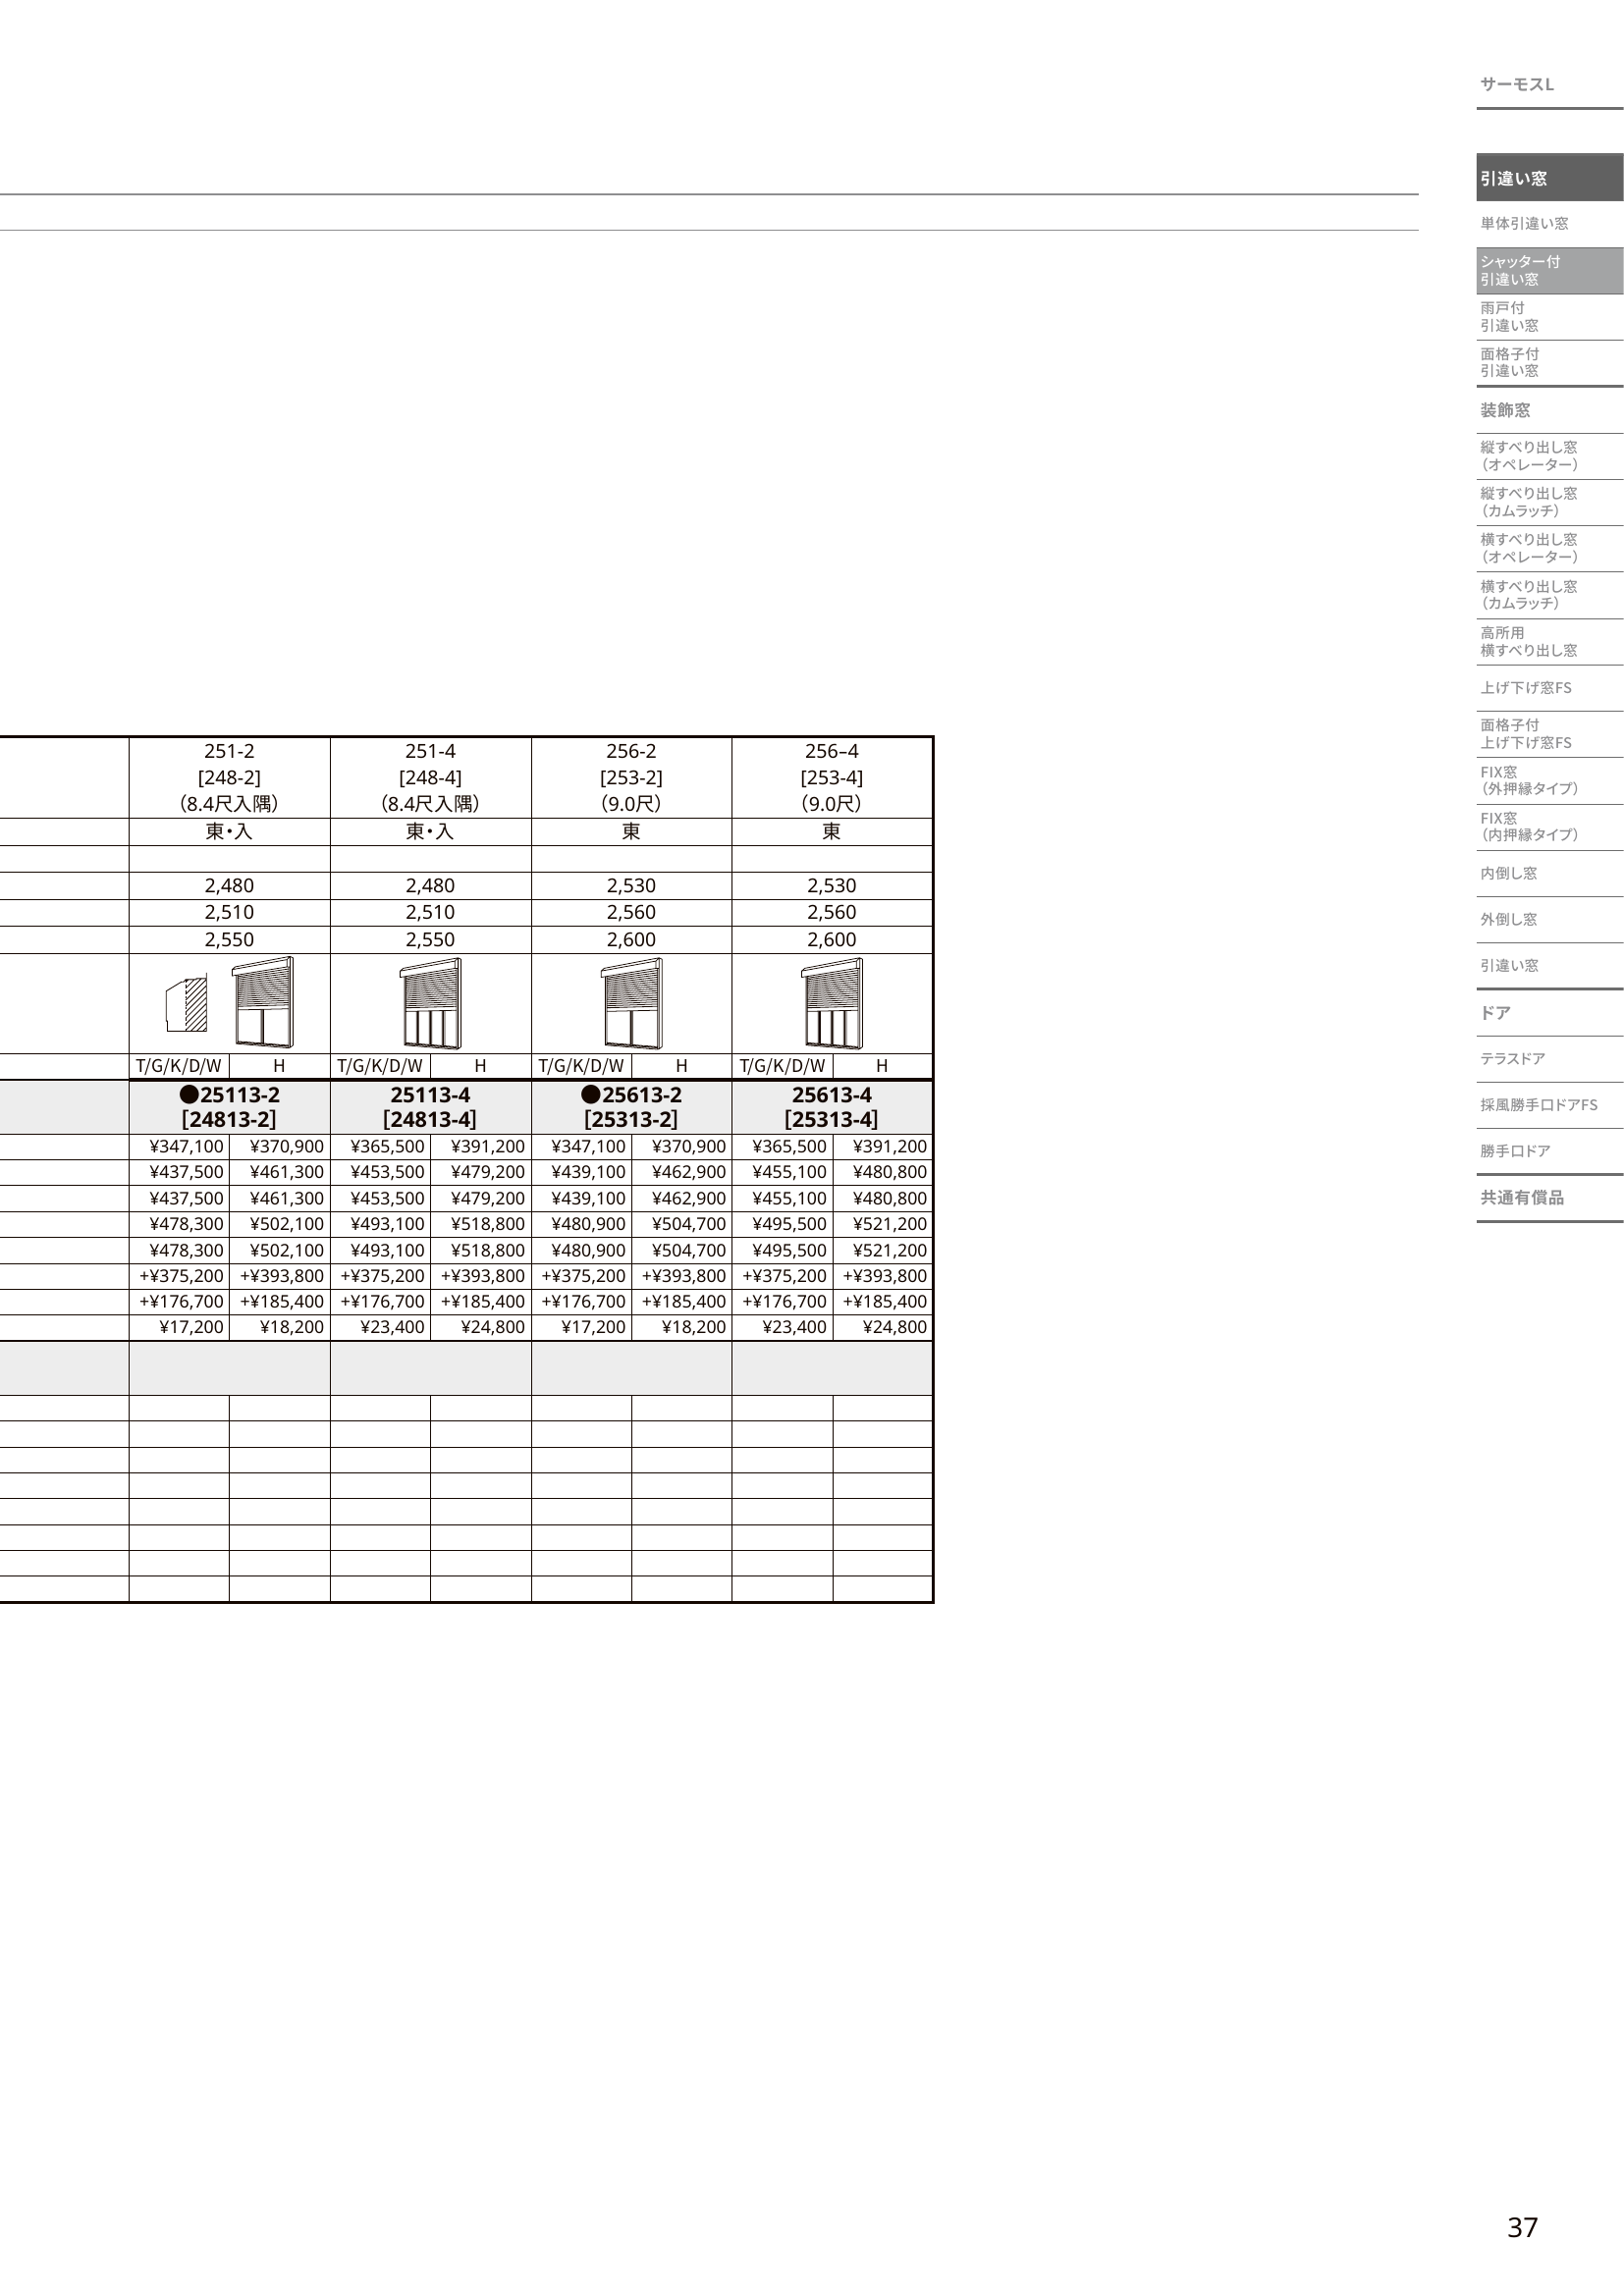 サーモスL
引違い窓
単体引違い窓
シャッター付
引違い窓
雨戸付
引違い窓
面格子付
引違い窓
装飾窓
縦すべり出し窓
（オペレーター）
縦すべり出し窓
（カムラッチ）
横すべり出し窓
（オペレーター）
横すべり出し窓
（カムラッチ）
高所用
横すべり出し窓
上げ下げ窓FS
面格子付
上げ下げ窓FS
FIX窓
（外押縁タイプ）
FIX窓
（内押縁タイプ）
内倒し窓
外倒し窓
引違い窓
ドア
テラスドア
採風勝手口ドアFS
勝手口ドア
共通有償品
251-2 251-4 256-2 256–4
[248-2] [248-4] [253-2] [253-4]
（8.4尺入隅） （8.4尺入隅） （9.0尺） （9.0尺）
東・入 東・入 東 東
2,480 2,480 2,530 2,530
2,510 2,510 2,560 2,560
2,550 2,550 2,600 2,600
T/G/K/D/W H T/G/K/D/W H T/G/K/D/W H T/G/K/D/W H
●25113-2 25113-4 ●25613-2 25613-4
[24813-2] [24813-4] [25313-2] [25313-4]
¥347,100 ¥370,900 ¥365,500 ¥391,200 ¥347,100 ¥370,900 ¥365,500 ¥391,200
¥437,500 ¥461,300 ¥453,500 ¥479,200 ¥439,100 ¥462,900 ¥455,100 ¥480,800
¥437,500 ¥461,300 ¥453,500 ¥479,200 ¥439,100 ¥462,900 ¥455,100 ¥480,800
¥478,300 ¥502,100 ¥493,100 ¥518,800 ¥480,900 ¥504,700 ¥495,500 ¥521,200
¥478,300 ¥502,100 ¥493,100 ¥518,800 ¥480,900 ¥504,700 ¥495,500 ¥521,200
+¥375,200 +¥393,800 +¥375,200 +¥393,800 +¥375,200 +¥393,800 +¥375,200 +¥393,800
+¥176,700 +¥185,400 +¥176,700 +¥185,400 +¥176,700 +¥185,400 +¥176,700 +¥185,400
¥17,200 ¥18,200 ¥23,400 ¥24,800 ¥17,200 ¥18,200 ¥23,400 ¥24,800
37